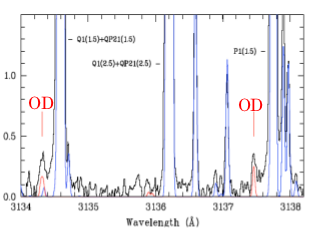 Q1(1.5)+QP21(1.5)
P1(1.5)
Q1(2.5)+QP21(2.5)
1.0
OD
OD
0.5
0.0
3134 3135 3136 3137 3138
Wavelength (Å)